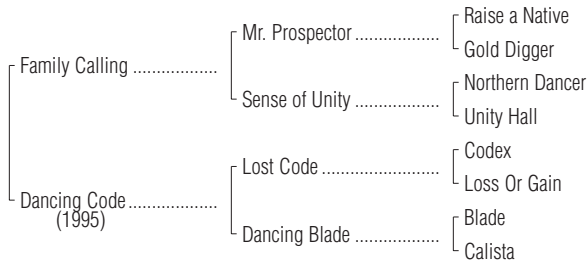 Raise a Native
Mr. Prospector ..................
Gold Digger
Family Calling ..................
Northern Dancer
Sense of Unity ..................
Unity Hall
Codex
Lost Code .........................
Loss Or Gain
Dancing Code ...................
(1995)
Blade
Dancing Blade ..................
Calista